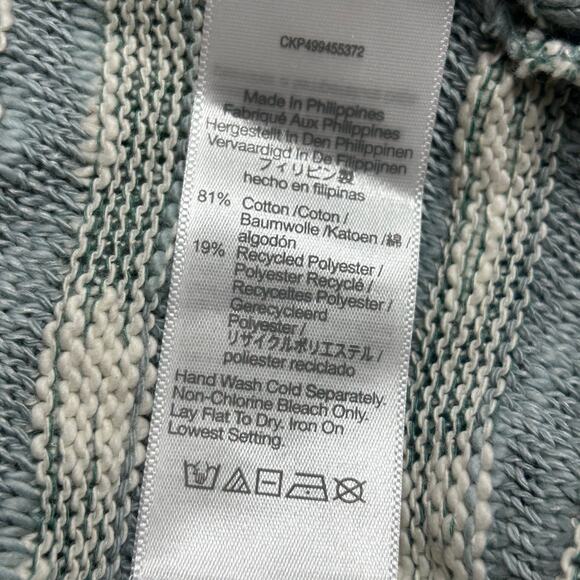 CKP499455372
Made In Philippines
Fabriqué Aux Philippines
Hergestellt In Den Philippinen
Vervaardigd In De Filippijnen
フィリピン製
hecho en filipinas
81% Cotton /Coton /
Baumwolle /Katoen /綿 /
algodón
19% Recycled Polyester /
Polyester Recyclé /
Recyceltes Polyester /
Gerecycleerd
Polyester /
リサイクルポリエステル /
poliester reciclado
Hand Wash Cold Separately.
Non-Chlorine Bleach Only.
Lay Flat To Dry. Iron On
Lowest Setting.